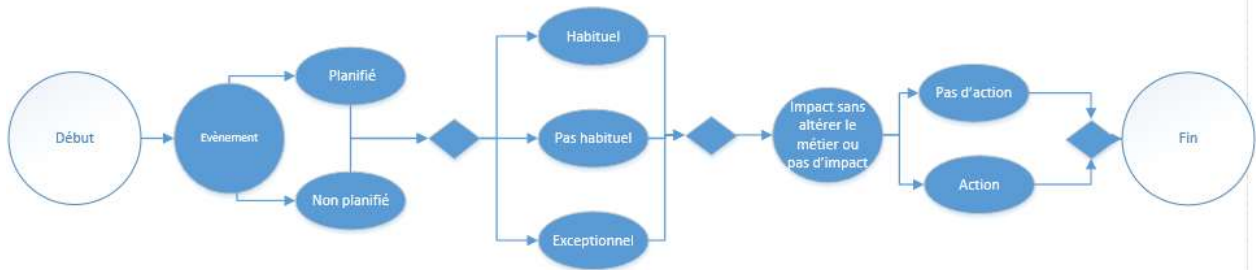 Début
Evènement
Planifié
Non planifié
Habituel
Pas habituel
Exceptionnel
Impact sans
altérer le
métier ou
pas d'impact
Pas d'action
Action
Fin